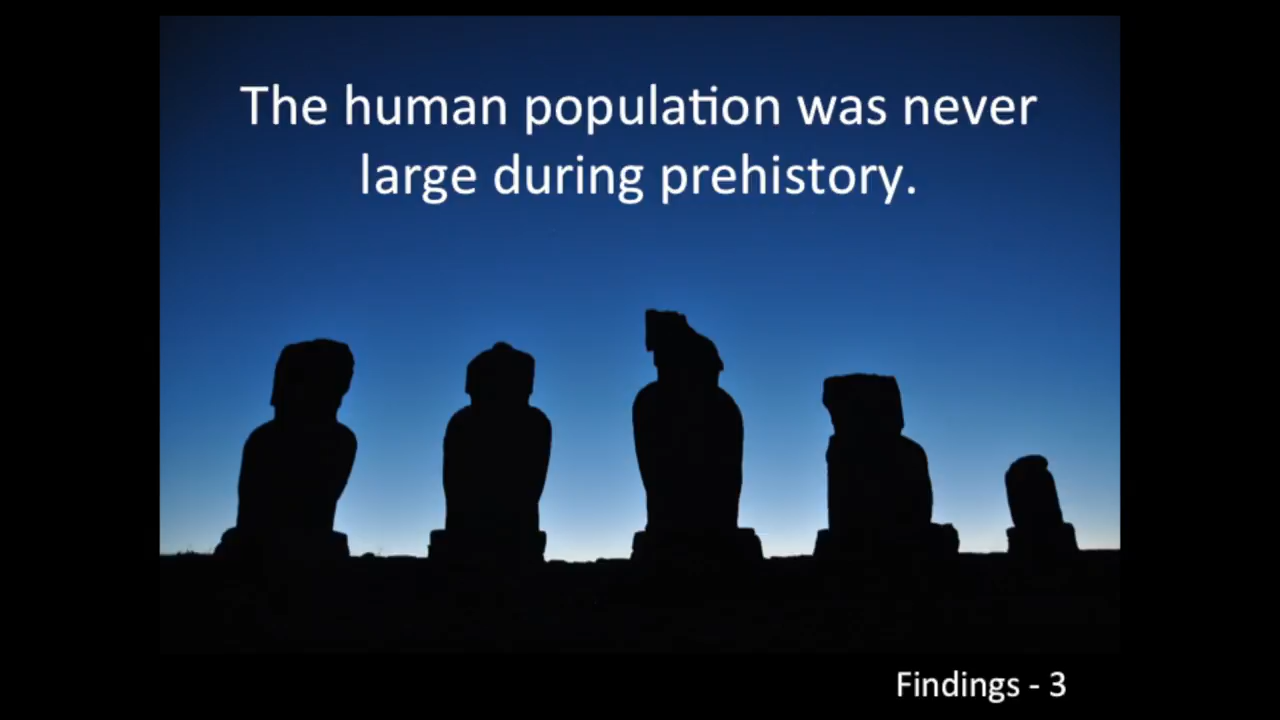 The human population was never
large during prehistory.
Findings - 3